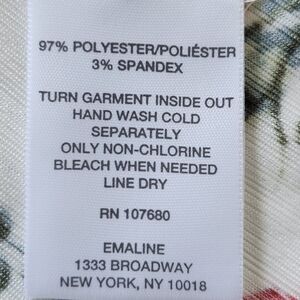 97% POLYESTER/POLIÉSTER
3% SPANDEX
TURN GARMENT INSIDE OUT
HAND WASH COLD
SEPARATELY
ONLY NON-CHLORINE
BLEACH WHEN NEEDED
LINE DRY
RN 107680
EMALINE
1333 BROADWAY
NEW YORK, NY 10018